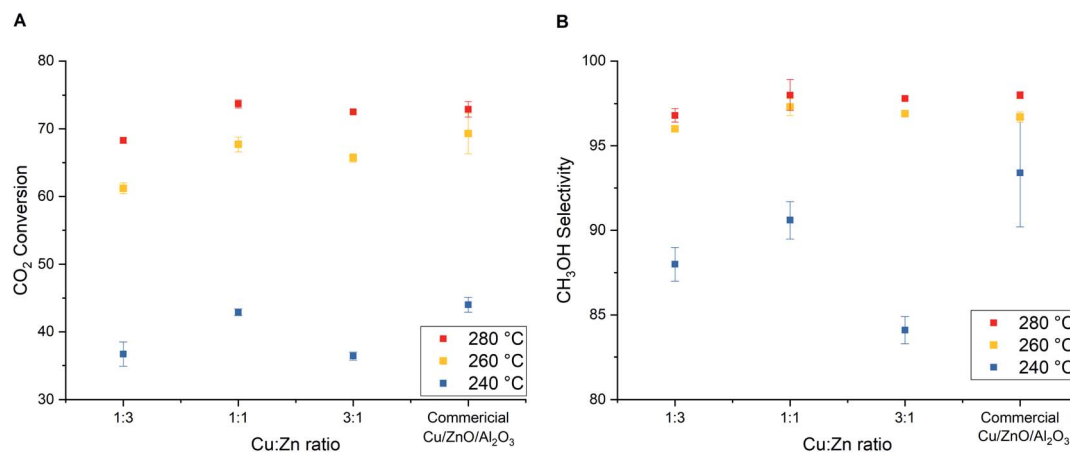 A
80
70
60
50
40
30
CO₂ Conversion
1:3
1:1
3:1
Commericial
Cu/ZnO/Al₂O₃
Cu:Zn ratio
280 °C
260 °C
240 °C
B
100
95
90
85
80
CH₃OH Selectivity
1:3
1:1
3:1
Commericial
Cu/ZnO/Al₂O₃
Cu:Zn ratio
280 °C
260 °C
240 °C